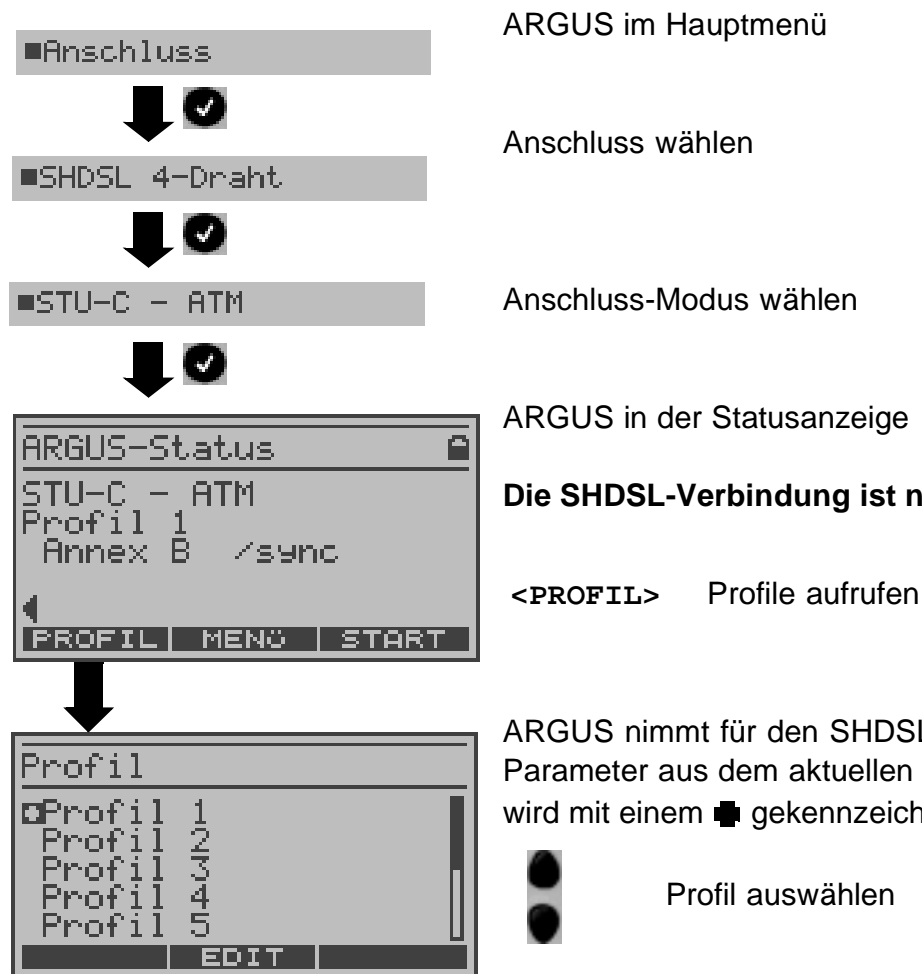 ARGUS im Hauptmenü
■Anschluss
Anschluss wählen
■SHDSL 4-Draht
■STU-C - ATM
Anschluss-Modus wählen
ARGUS in der Statusanzeige
ARGUS-Status
Die SHDSL-Verbindung ist n
STU-C - ATM
Profil 1
Annex B /sync
<PROFIL> Profile aufrufen
PROFIL MENÜ START
ARGUS nimmt für den SHDSL
Parameter aus dem aktuellen
wird mit einem gekennzeich
Profil
Profil 1
Profil 2
Profil 3
Profil 4
Profil 5
Profil auswählen
EDIT